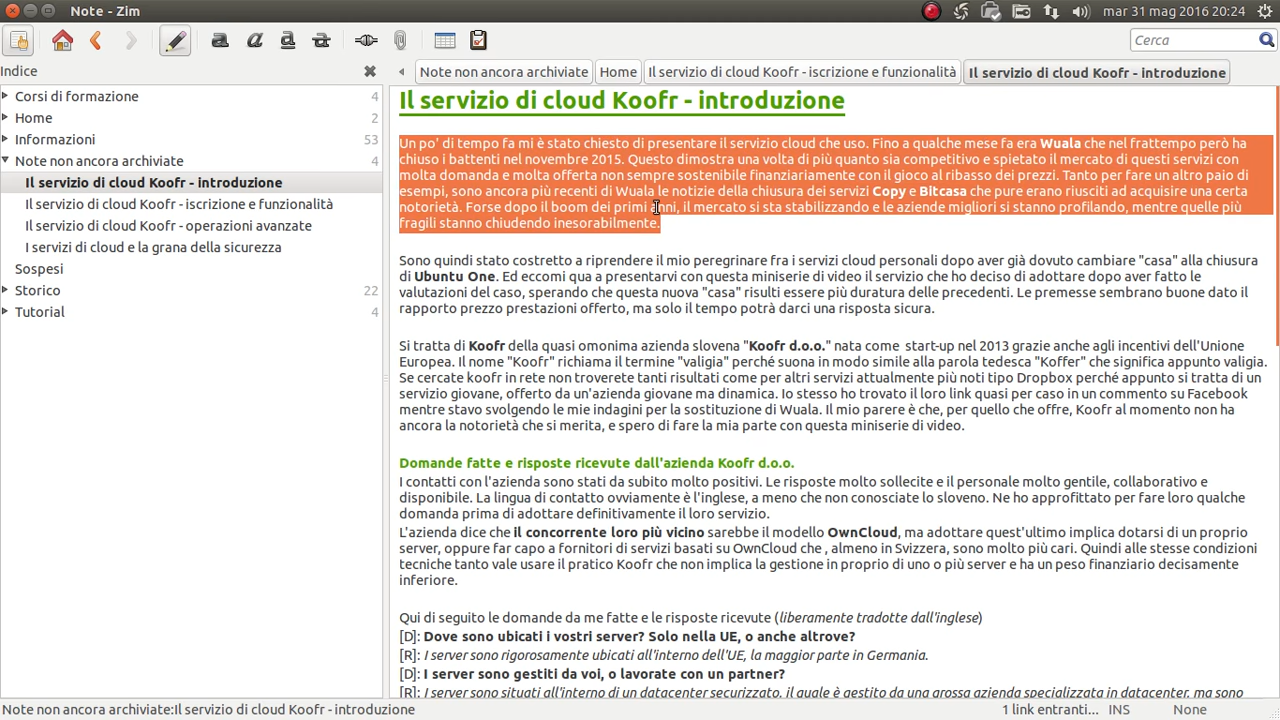 Note - Zim
mar 31 mag 2016 20:24
a a a a
Cerca
Indice
Note non ancora archiviate
Home
Il servizio di cloud Koofr - iscrizione e funzionalità
Il servizio di cloud Koofr - introduzione
Corsi di formazione 4
Home 2
Informazioni 53
Note non ancora archiviate 4
Il servizio di cloud Koofr - introduzione
Il servizio di cloud Koofr - iscrizione e funzionalità
Il servizio di cloud Koofr - operazioni avanzate
I servizi di cloud e la grana della sicurezza
Sospesi
Storico 22
Tutorial 4
Il servizio di cloud Koofr - introduzione
Un po' di tempo fa mi è stato chiesto di presentare il servizio cloud che uso. Fino a qualche mese fa era Wuala che nel frattempo però ha
chiuso i battenti nel novembre 2015. Questo dimostra una volta di più quanto sia competitivo e spietato il mercato di questi servizi con
molta domanda e molta offerta non sempre sostenibile finanziariamente con il gioco al ribasso dei prezzi. Tanto per fare un altro paio di
esempi, sono ancora più recenti di Wuala le notizie della chiusura dei servizi Copy e Bitcasa che pure erano riusciti ad acquisire una certa
notorietà. Forse dopo il boom dei primi anni, il mercato si sta stabilizzando e le aziende migliori si stanno profilando, mentre quelle più
fragili stanno chiudendo inesorabilmente.
Sono quindi stato costretto a riprendere il mio peregrinare fra i servizi cloud personali dopo aver già dovuto cambiare "casa" alla chiusura
di Ubuntu One. Ed eccomi qua a presentarvi con questa miniserie di video il servizio che ho deciso di adottare dopo aver fatto le
valutazioni del caso, sperando che questa nuova "casa" risulti essere più duratura delle precedenti. Le premesse sembrano buone dato il
rapporto prezzo prestazioni offerto, ma solo il tempo potrà darci una risposta sicura.
Si tratta di Koofr della quasi omonima azienda slovena "Koofr d.o.o." nata come  start-up nel 2013 grazie anche agli incentivi dell'Unione
Europea. Il nome "Koofr" richiama il termine "valigia" perché suona in modo simile alla parola tedesca "Koffer" che significa appunto valigia.
Se cercate koofr in rete non troverete tanti risultati come per altri servizi attualmente più noti tipo Dropbox perché appunto si tratta di un
servizio giovane, offerto da un'azienda giovane ma dinamica. Io stesso ho trovato il loro link quasi per caso in un commento su Facebook
mentre stavo svolgendo le mie indagini per la sostituzione di Wuala. Il mio parere è che, per quello che offre, Koofr al momento non ha
ancora la notorietà che si merita, e spero di fare la mia parte con questa miniserie di video.
Domande fatte e risposte ricevute dall'azienda Koofr d.o.o.
I contatti con l'azienda sono stati da subito molto positivi. Le risposte molto sollecite e il personale molto gentile, collaborativo e
disponibile. La lingua di contatto ovviamente è l'inglese, a meno che non conosciate lo sloveno. Ne ho approfittato per fare loro qualche
domanda prima di adottare definitivamente il loro servizio.
L'azienda dice che il concorrente loro più vicino sarebbe il modello OwnCloud, ma adottare quest'ultimo implica dotarsi di un proprio
server, oppure far capo a fornitori di servizi basati su OwnCloud che , almeno in Svizzera, sono molto più cari. Quindi alle stesse condizioni
tecniche tanto vale usare il pratico Koofr che non implica la gestione in proprio di uno o più server e ha un peso finanziario decisamente
inferiore.
Qui di seguito le domande da me fatte e le risposte ricevute (liberamente tradotte dall'inglese)
[D]: Dove sono ubicati i vostri server? Solo nella UE, o anche altrove?
[R]: I server sono rigorosamente ubicati all'interno dell'UE, la maggior parte in Germania.
[D]: I server sono gestiti da voi, o lavorate con un partner?
[R]: I server sono situati all'interno di un datacenter securizzato, il quale è gestito da una grossa azienda specializzata in datacenter, ma sono
Note non ancora archiviate:Il servizio di cloud Koofr - introduzione
1 link entranti...
INS
None